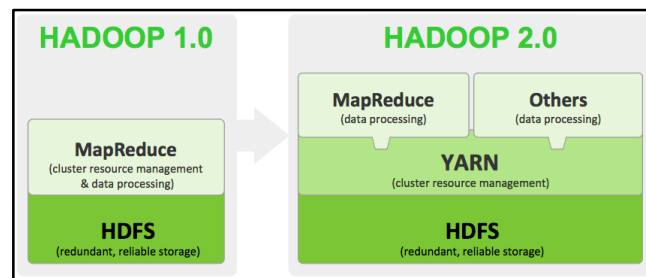 HADOOP 1.0
MapReduce
(cluster resource management
& data processing)
HDFS
(redundant, reliable storage)
HADOOP 2.0
MapReduce
(data processing)
Others
(data processing)
YARN
(cluster resource management)
HDFS
(redundant, reliable storage)